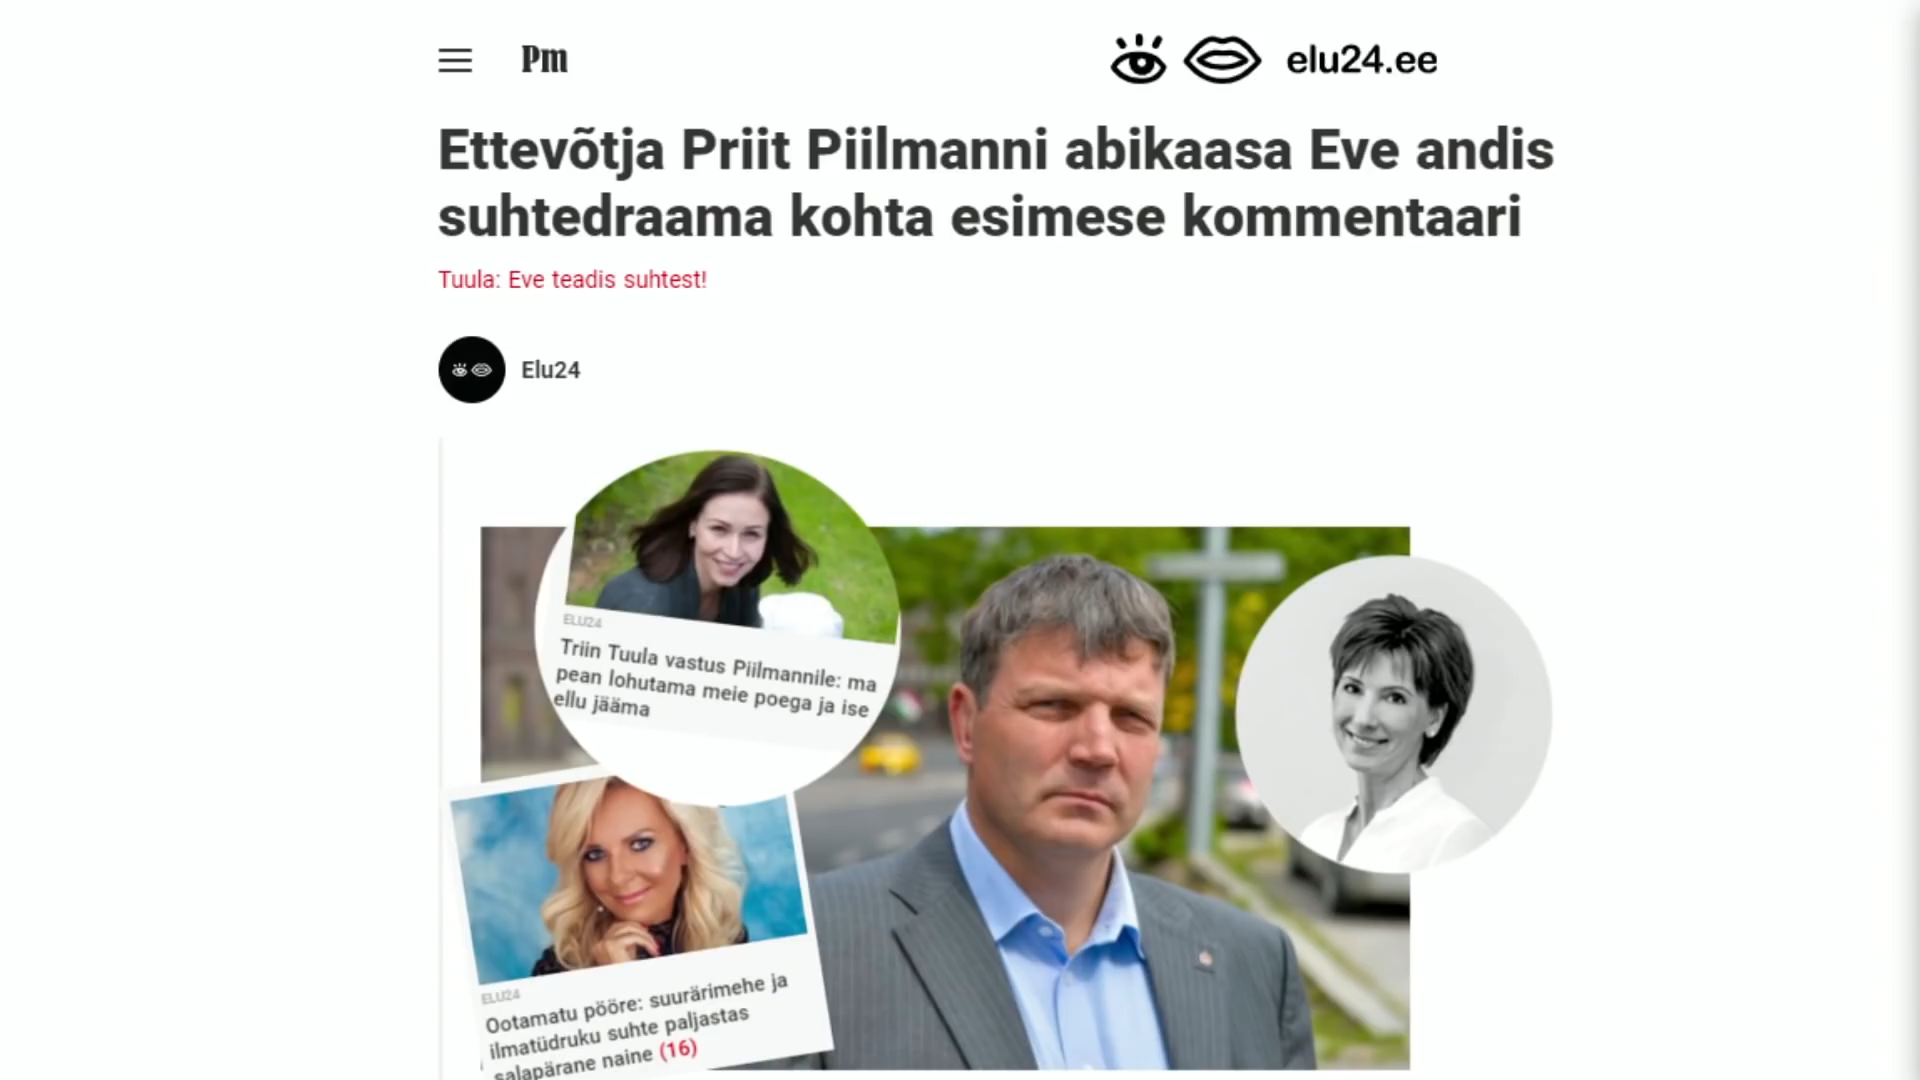 Pm
elu24.ee
Ettevõtja Priit Piilmanni abikaasa Eve andis
suhtedraama kohta esimese kommentaari
Tuula: Eve teadis suhtest!
Elu24
ELU24
Triin Tuula vastus Piilmannile: ma
pean lohutama meie poega ja ise
ellu jääma
ELU24
Ootamatu pööre: suurärimehe ja
ilmatüdruku suhte paljastas
salapärane naine (16)